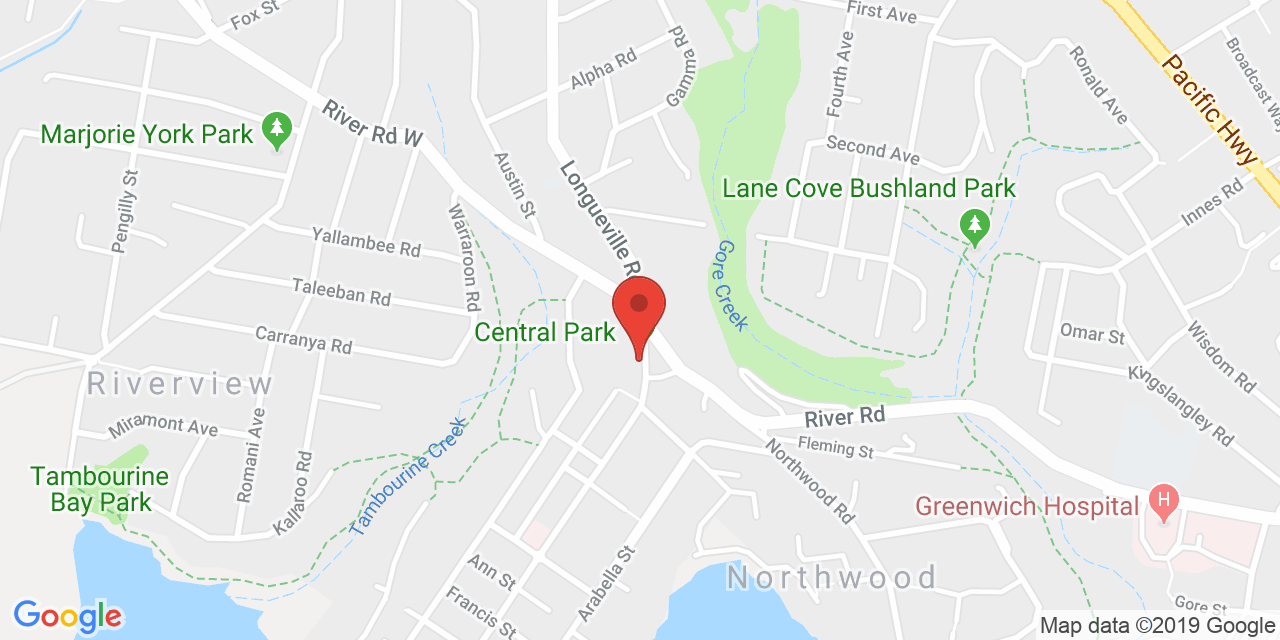 Fox St
First Ave
Pacific Hwy
Broadcast Way
Alpha Rd
Gamma Rd
Fourth Ave
Ronald Ave
River Rd W
Marjorie York Park
Second Ave
Austin St
Longueville R
Lane Cove Bushland Park
Innes Rd
Pengilly St
Warraroon Rd
Yallambee Rd
Gore Creek
Taleeban Rd
Central Park
Carranya Rd
Omar St
Wisdom Rd
Riverview
Kingslangley Rd
Miramont Ave
River Rd
Romani Ave
Fleming St
Tambourine
Bay Park
Kallaroo Rd
Tambourine Creek
Northwood Rd
Greenwich Hospital
H
Ann St
Arabella St
Northwood
Francis St
Gore St
Google
Map data ©2019 Google